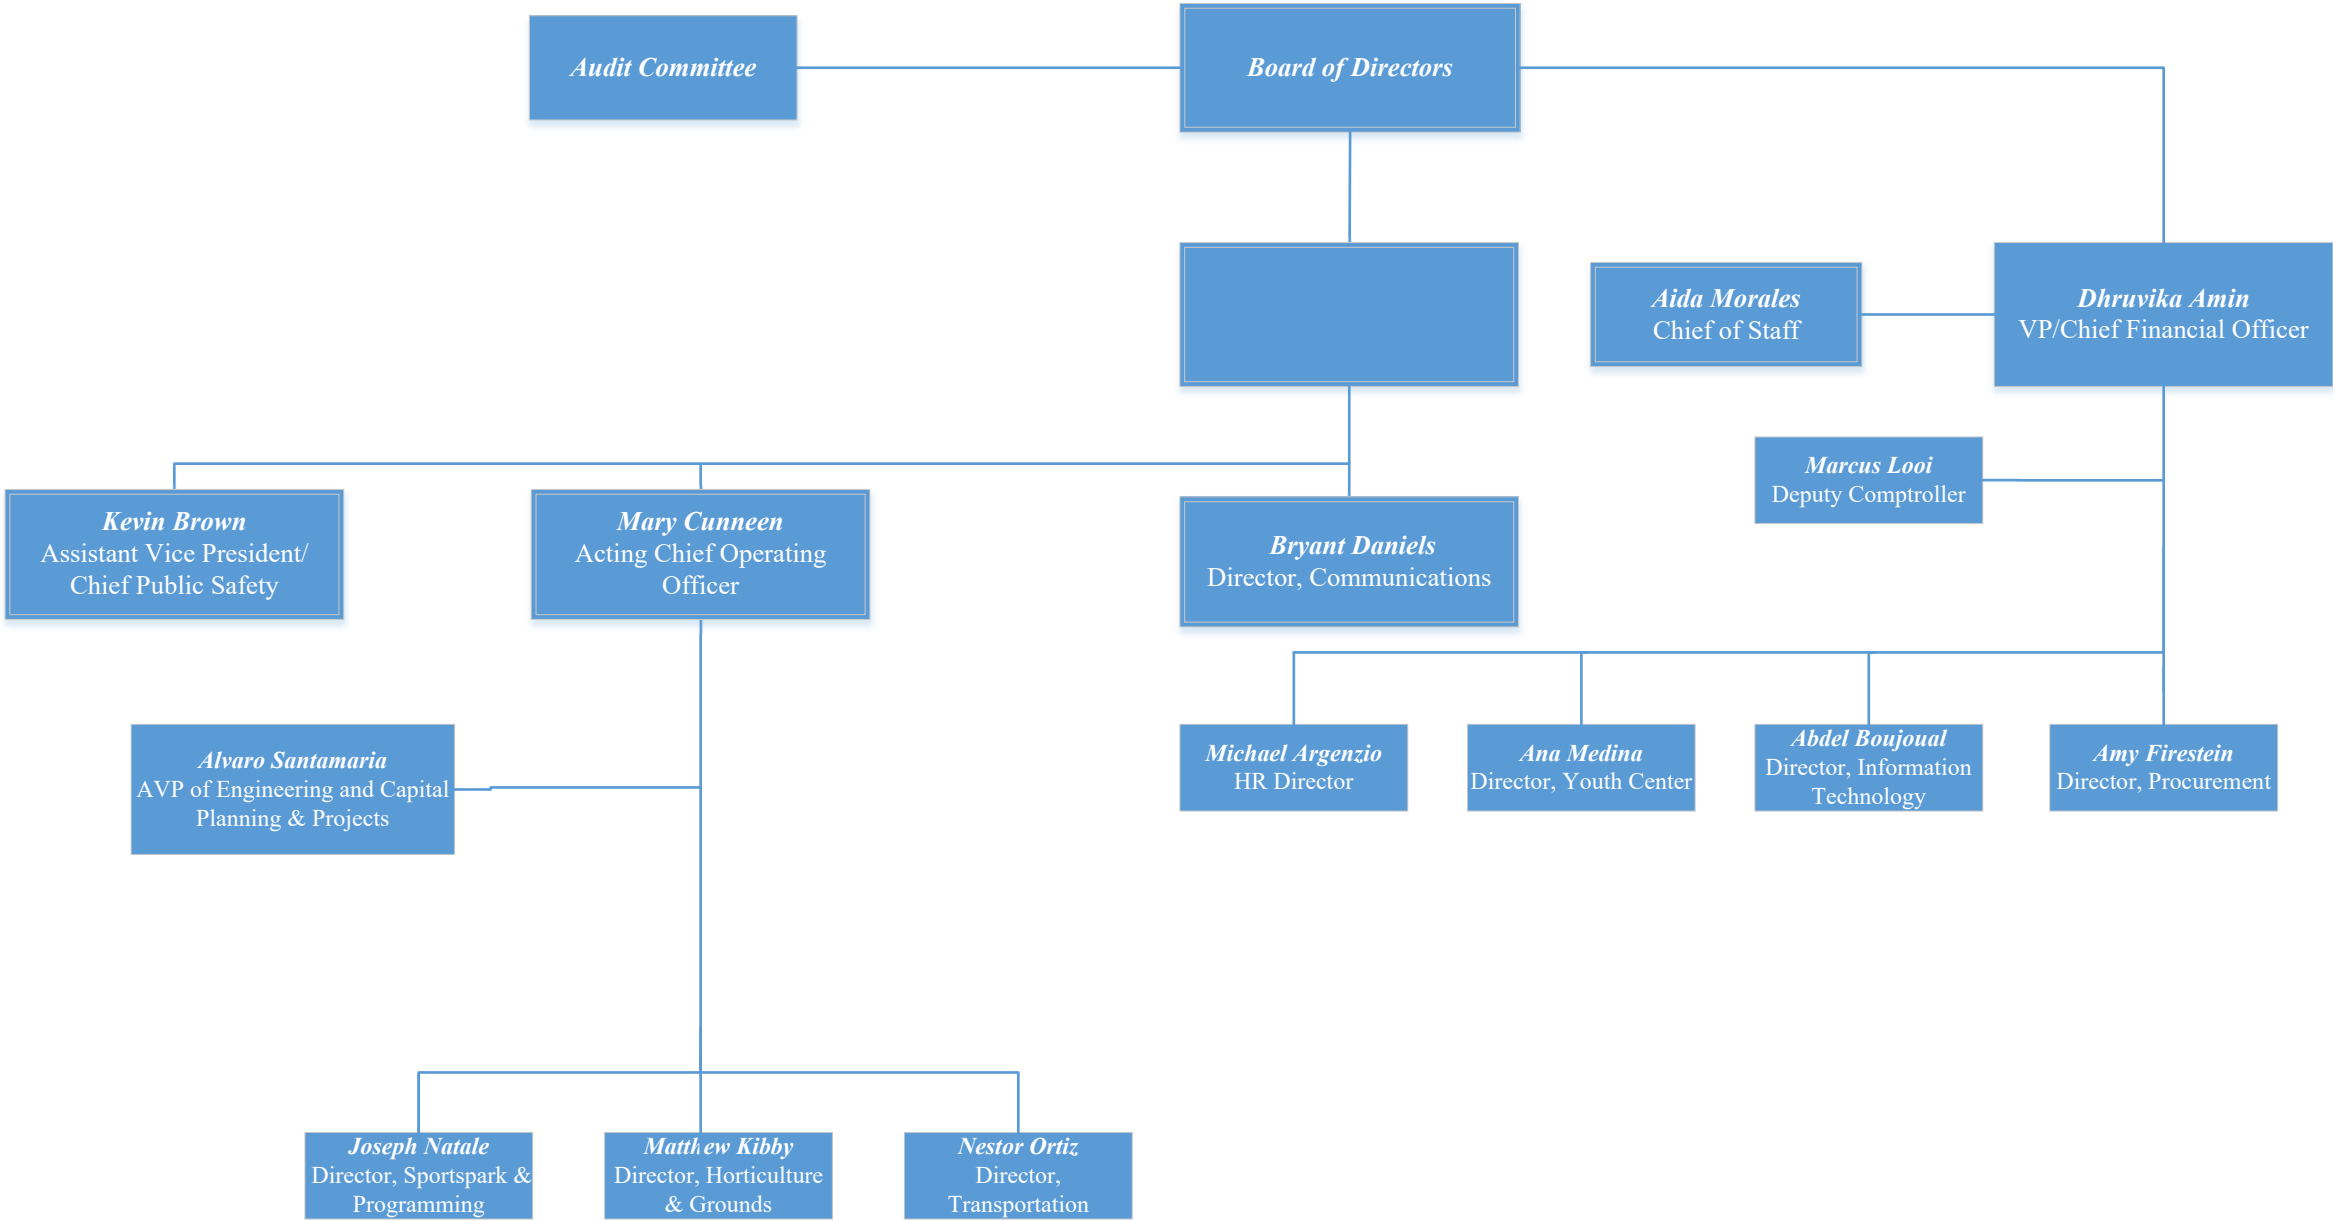 Audit Committee
Board of Directors
Aida Morales
Chief of Staff
Dhruvika Amin
VP/Chief Financial Officer
Marcus Looi
Deputy Comptroller
Kevin Brown
Assistant Vice President/
Chief Public Safety
Mary Cunneen
Acting Chief Operating
Officer
Bryant Daniels
Director, Communications
Alvaro Santamaria
AVP of Engineering and Capital
Planning & Projects
Michael Argenzio
HR Director
Ana Medina
Director, Youth Center
Abdel Boujoual
Director, Information
Technology
Amy Firestein
Director, Procurement
Joseph Natale
Director, Sportspark &
Programming
Matthew Kibby
Director, Horticulture
& Grounds
Nestor Ortiz
Director,
Transportation